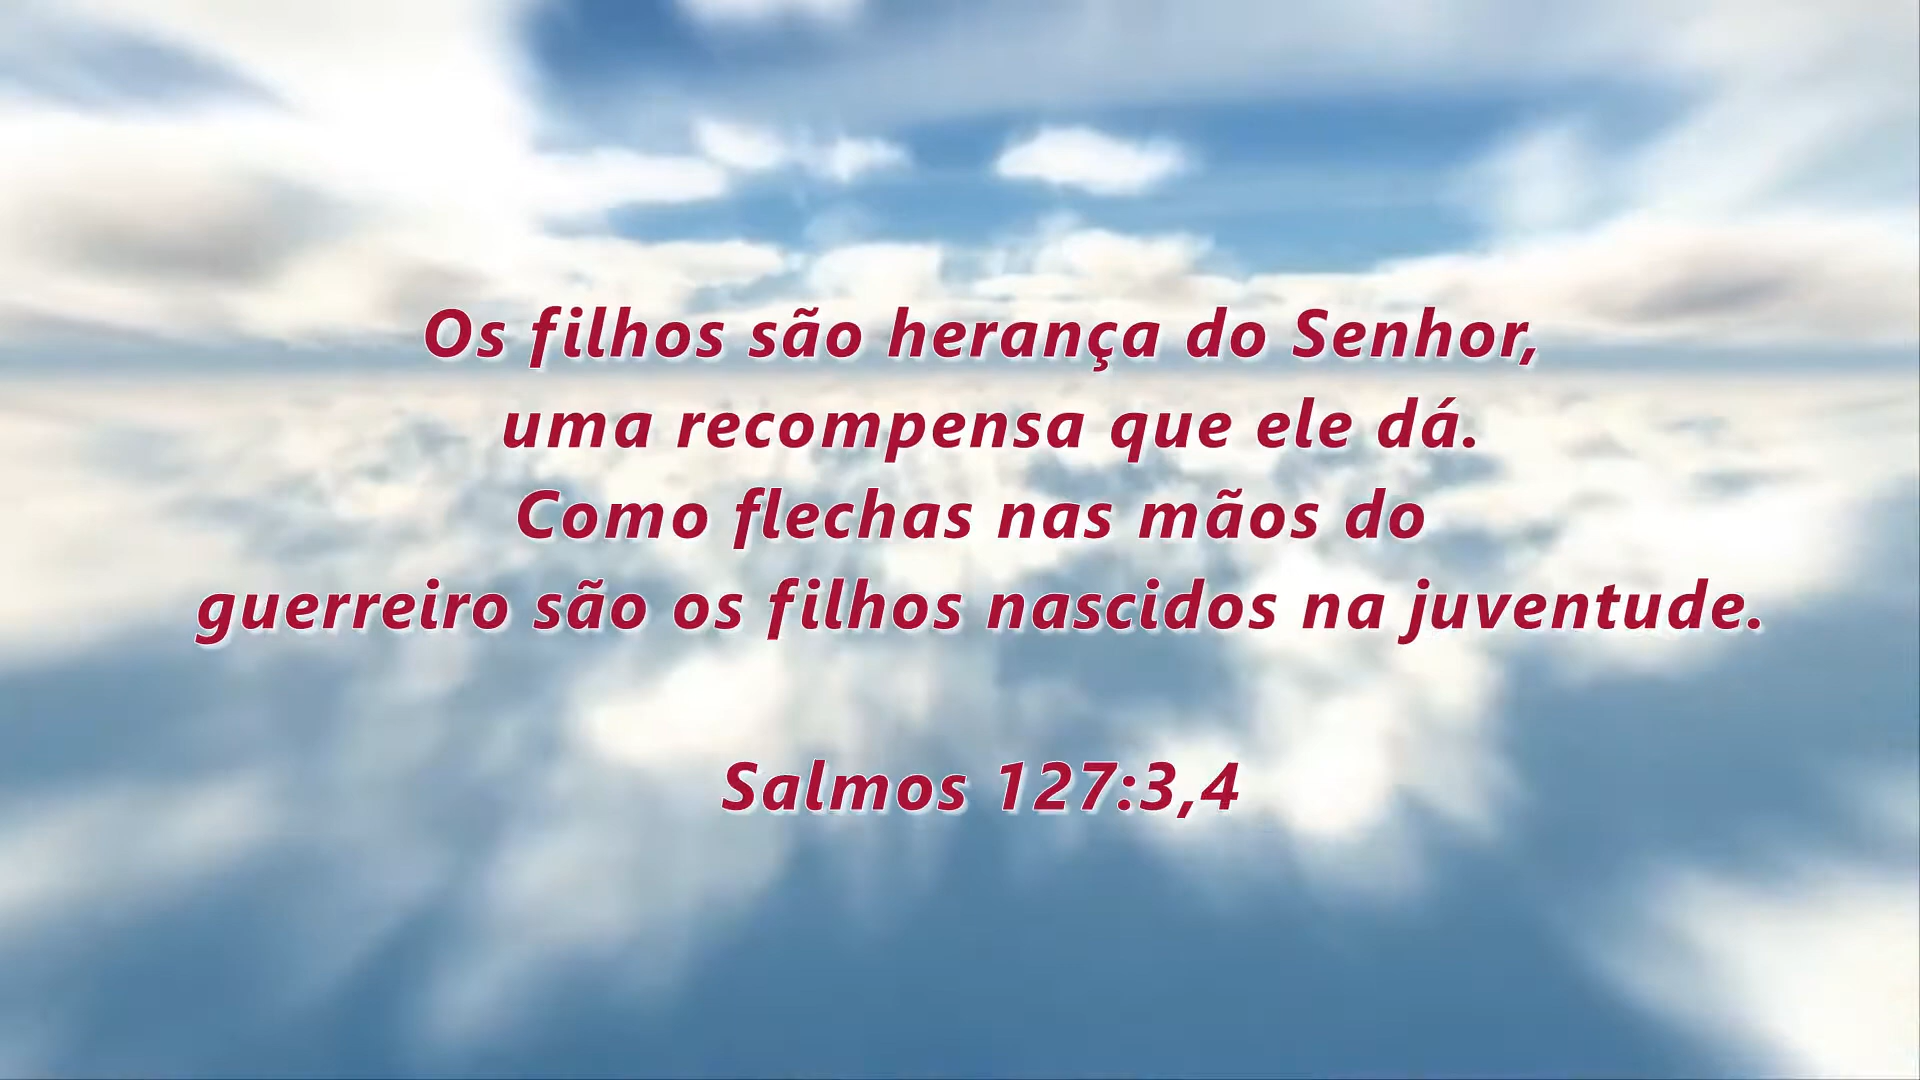 Os filhos são herança do Senhor,
uma recompensa que ele dá.
Como flechas nas mãos do
guerreiro são os filhos nascidos na juventude.
Salmos 127:3,4